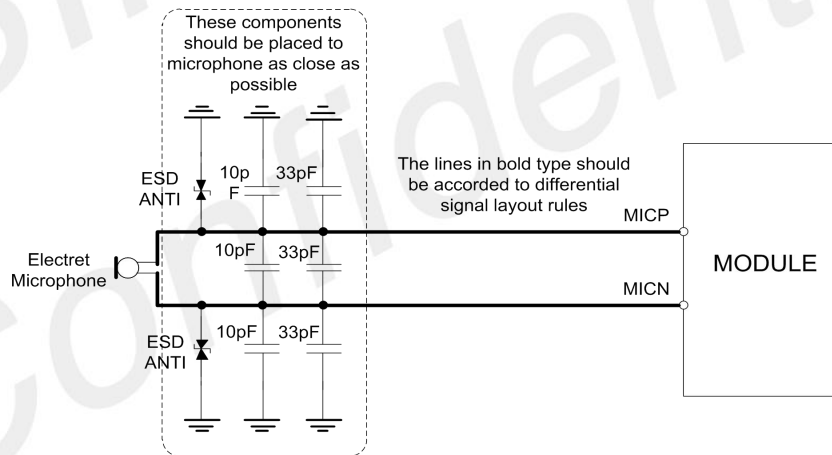 These components
should be placed to
microphone as close as
possible
ESD
ANTI
10p
F
33pF
The lines in bold type should
be accorded to differential
signal layout rules
MICP
Electret
Microphone
10pF
33pF
MODULE
MICN
ESD
ANTI
10pF
33pF
Confidential